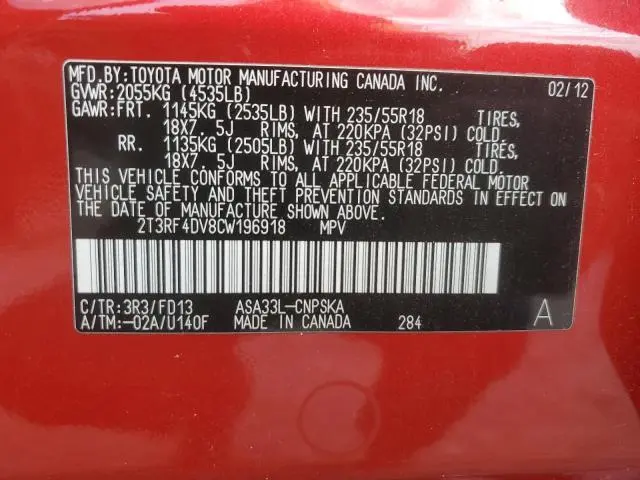 MFD.BY:TOYOTA MOTOR MANUFACTURING CANADA INC. 02/12
GVWR:2055KG (4535LB)
GAWR:FRT. 1145KG (2535LB) WITH 235/55R18 TIRES,
18X7. 5J RIMS, AT 220KPA (32PSI) COLD.
RR. 1135KG (2505LB) WITH 235/55R18 TIRES,
18X7. 5J RIMS, AT 220KPA (32PSI) COLD.
THIS VEHICLE CONFORMS TO ALL APPLICABLE FEDERAL MOTOR
VEHICLE SAFETY AND THEFT PREVENTION STANDARDS IN EFFECT ON
THE DATE OF MANUFACTURE SHOWN ABOVE.
2T3RF4DV8CW196918 MPV
C/TR:3R3/FD13 ASA33L-CNPSKA
A/TM:-02A/U140F MADE IN CANADA 284 A